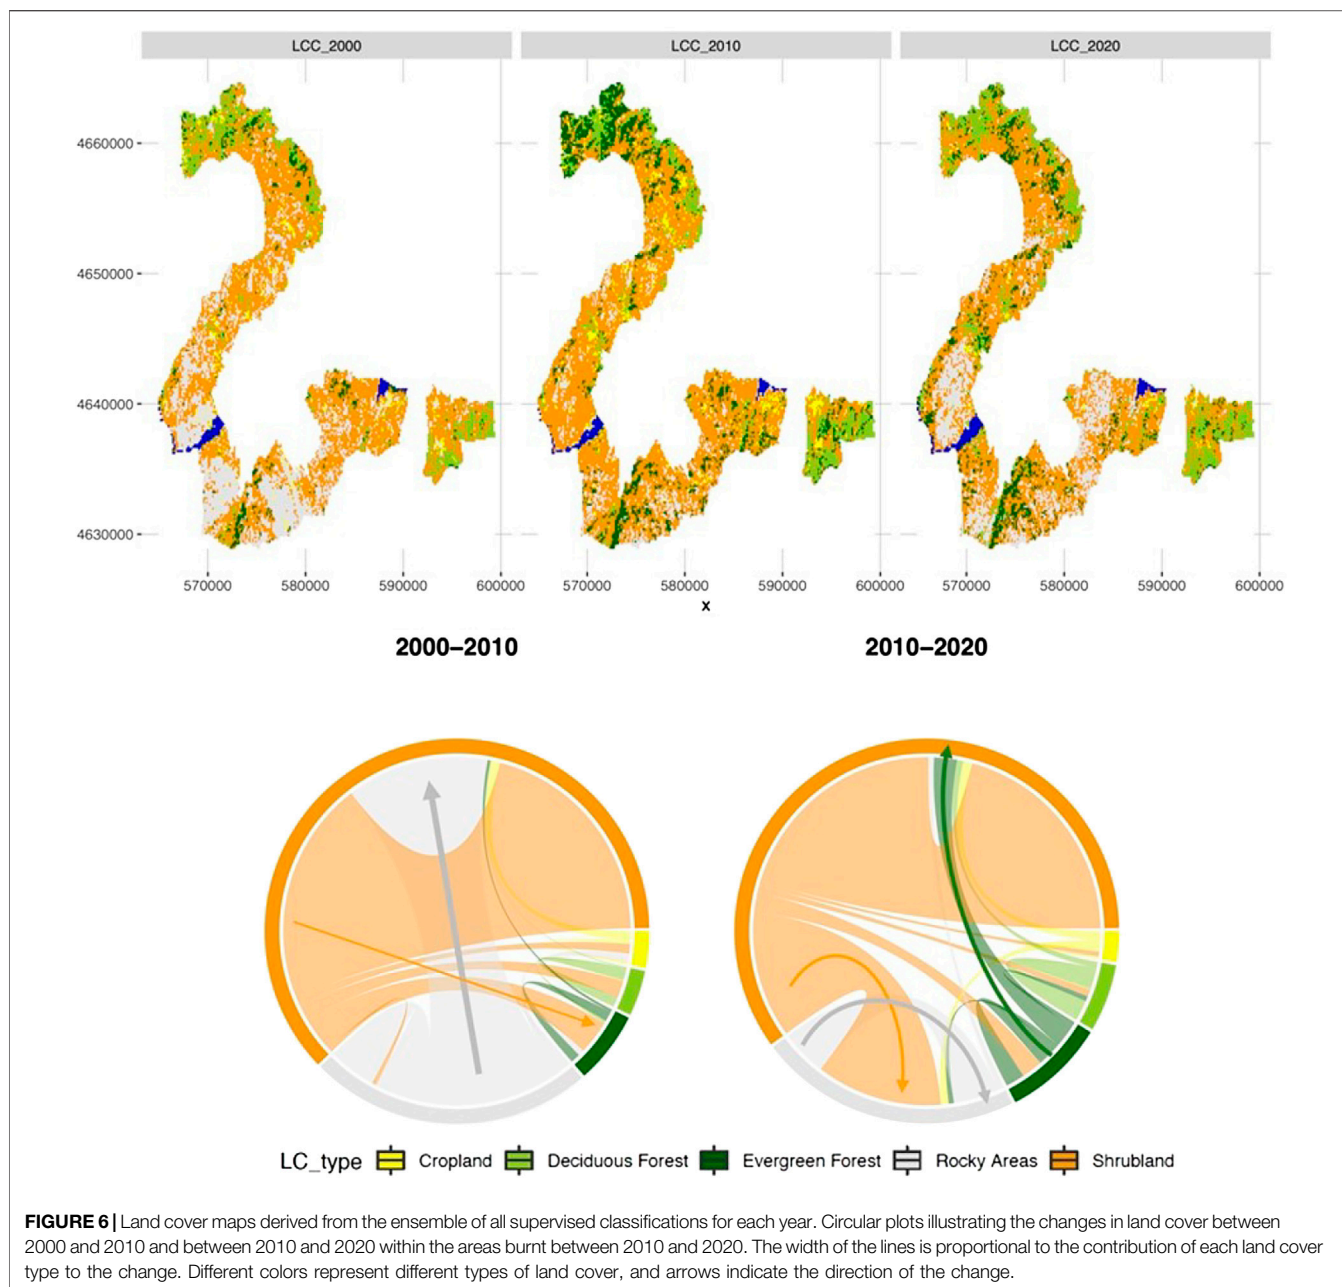 LCC_2000 LCC_2010 LCC_2020
4660000
4650000
4640000
4630000
570000 580000 590000 600000 570000 580000 590000 600000 570000 580000 590000 600000
x
2000–2010 2010–2020
LC_type Cropland Deciduous Forest Evergreen Forest Rocky Areas Shrubland
FIGURE 6 | Land cover maps derived from the ensemble of all supervised classifications for each year. Circular plots illustrating the changes in land cover between
2000 and 2010 and between 2010 and 2020 within the areas burnt between 2010 and 2020. The width of the lines is proportional to the contribution of each land cover
type to the change. Different colors represent different types of land cover, and arrows indicate the direction of the change.